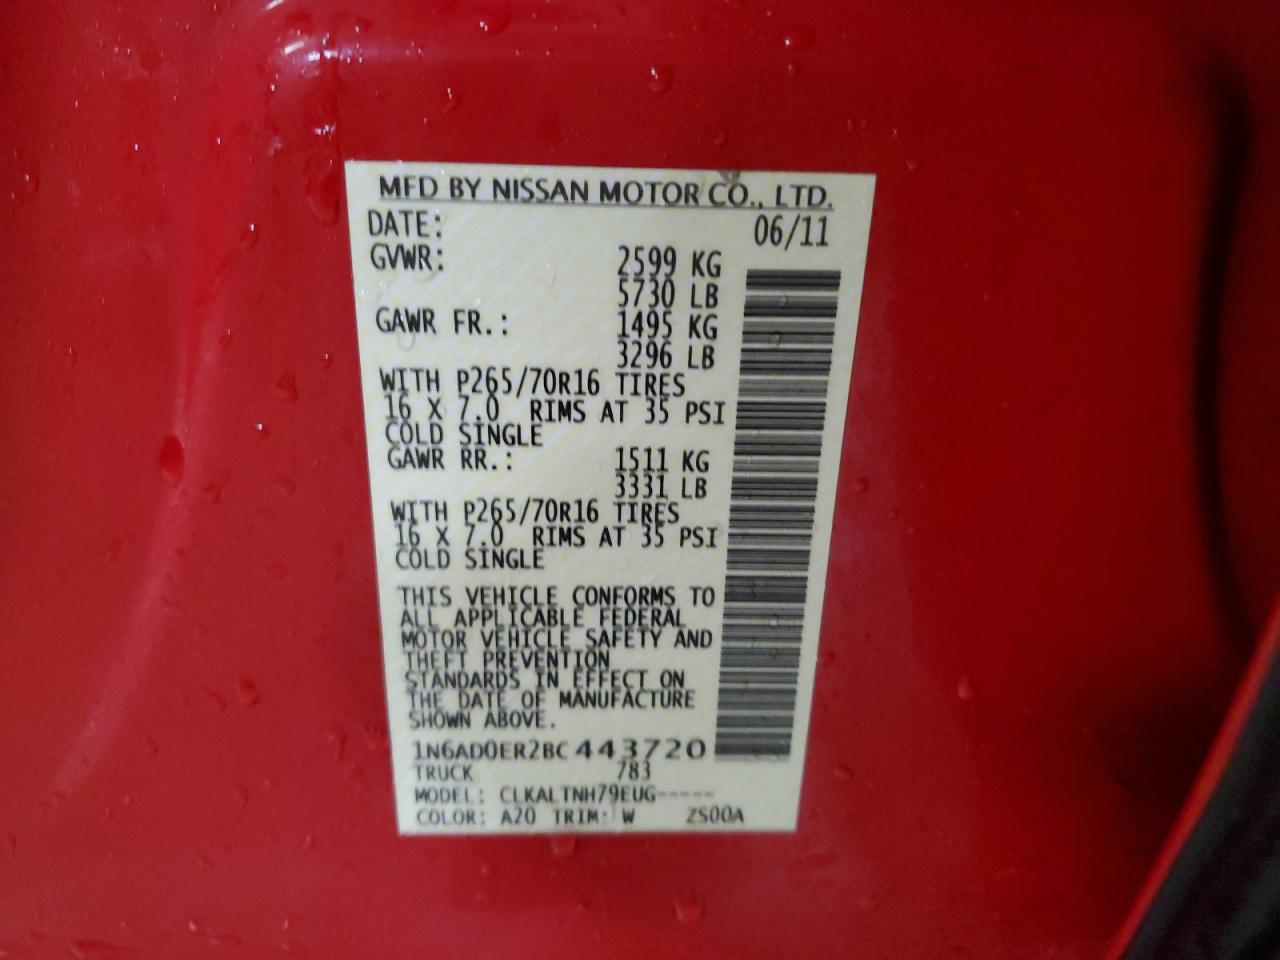 MFD BY NISSAN MOTOR CO., LTD.
DATE: 06/11
GVWR: 2599 KG
5730 LB
GAWR FR.: 1495 KG
3296 LB
WITH P265/70R16 TIRES
16 X 7.0 RIMS AT 35 PSI
COLD SINGLE
GAWR RR.: 1511 KG
3331 LB
WITH P265/70R16 TIRES
16 X 7.0 RIMS AT 35 PSI
COLD SINGLE
THIS VEHICLE CONFORMS TO
ALL APPLICABLE FEDERAL
MOTOR VEHICLE SAFETY AND
THEFT PREVENTION
STANDARDS IN EFFECT ON
THE DATE OF MANUFACTURE
SHOWN ABOVE.
1N6AD0ER2BC443720
TRUCK 783
MODEL: CLKALTNH79EUG-----
COLOR: A20 TRIM: W ZS00A